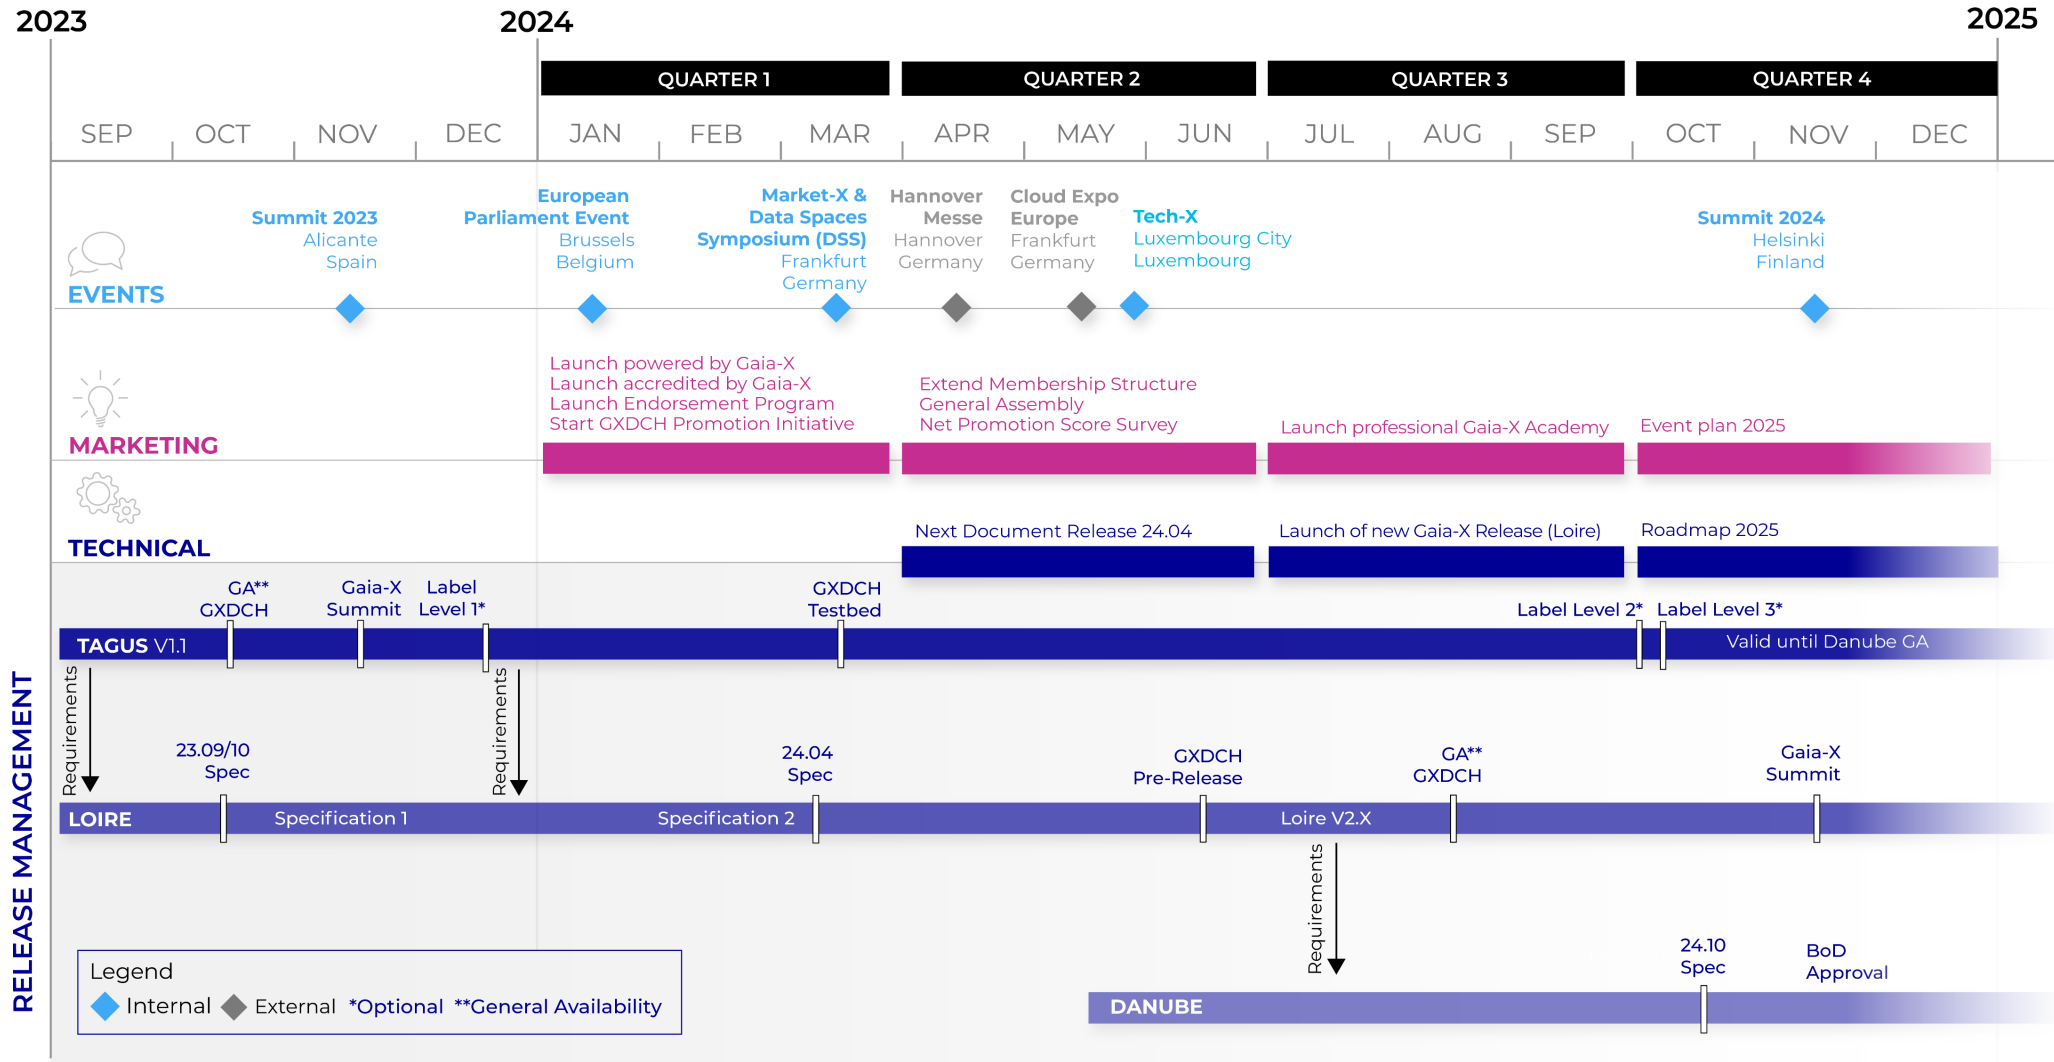 2023
2024
2025
QUARTER 1
QUARTER 2
QUARTER 3
QUARTER 4
SEP
OCT
NOV
DEC
JAN
FEB
MAR
APR
MAY
JUN
JUL
AUG
SEP
OCT
NOV
DEC
EVENTS
Summit 2023
Alicante
Spain
European
Parliament Event
Brussels
Belgium
Market-X &
Data Spaces
Symposium (DSS)
Frankfurt
Germany
Hannover
Messe
Hannover
Germany
Cloud Expo
Europe
Frankfurt
Germany
Tech-X
Luxembourg City
Luxembourg
Summit 2024
Helsinki
Finland
MARKETING
Launch powered by Gaia-X
Launch accredited by Gaia-X
Launch Endorsement Program
Start GXDCH Promotion Initiative
Extend Membership Structure
General Assembly
Net Promotion Score Survey
Launch professional Gaia-X Academy
Event plan 2025
TECHNICAL
Next Document Release 24.04
Launch of new Gaia-X Release (Loire)
Roadmap 2025
RELEASE MANAGEMENT
GA**
GXDCH
Gaia-X
Summit
Label
Level 1*
GXDCH
Testbed
Label Level 2*
Label Level 3*
TAGUS V1.1
Valid until Danube GA
Requirements
Requirements
23.09/10
Spec
24.04
Spec
GXDCH
Pre-Release
GA**
GXDCH
Gaia-X
Summit
LOIRE
Specification 1
Specification 2
Loire V2.X
Requirements
24.10
Spec
BoD
Approval
DANUBE
Legend
Internal
External
*Optional
**General Availability